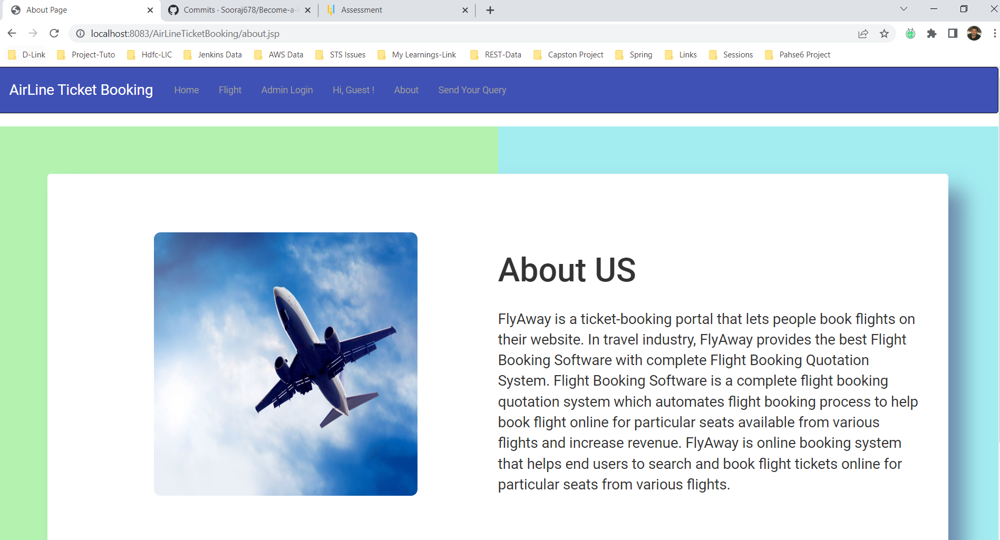 About Page
Commits · Sooraj678/Become-a-
Assessment
localhost:8083/AirLineTicketBooking/about.jsp
D-Link Project-Tuto Hdfc-LIC Jenkins Data AWS Data STS Issues My Learnings-Link REST-Data Capston Project Spring Links Sessions Pahse6 Project
AirLine Ticket Booking Home Flight Admin Login Hi, Guest ! About Send Your Query
About US
FlyAway is a ticket-booking portal that lets people book flights on
their website. In travel industry, FlyAway provides the best Flight
Booking Software with complete Flight Booking Quotation
System. Flight Booking Software is a complete flight booking
quotation system which automates flight booking process to help
book flight online for particular seats available from various
flights and increase revenue. FlyAway is online booking system
that helps end users to search and book flight tickets online for
particular seats from various flights.